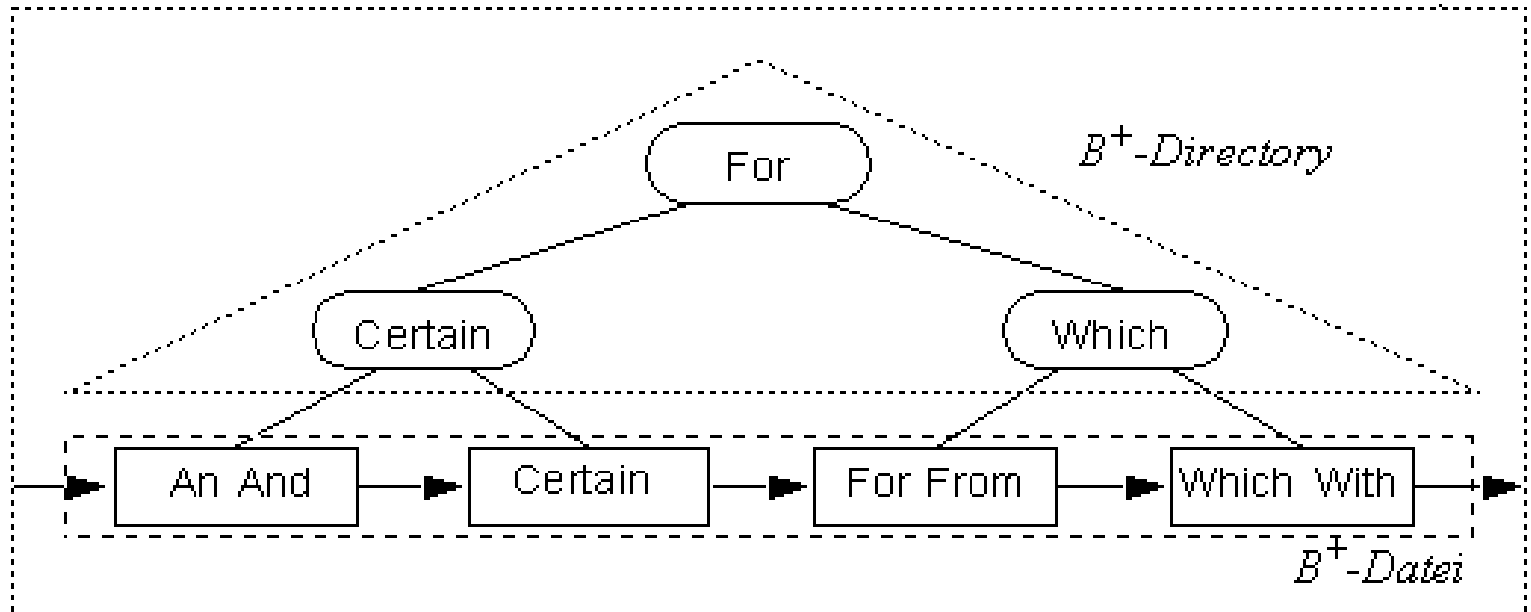 For
B+-Directory
Certain
Which
An And
Certain
For From
Which With
B+-Datei